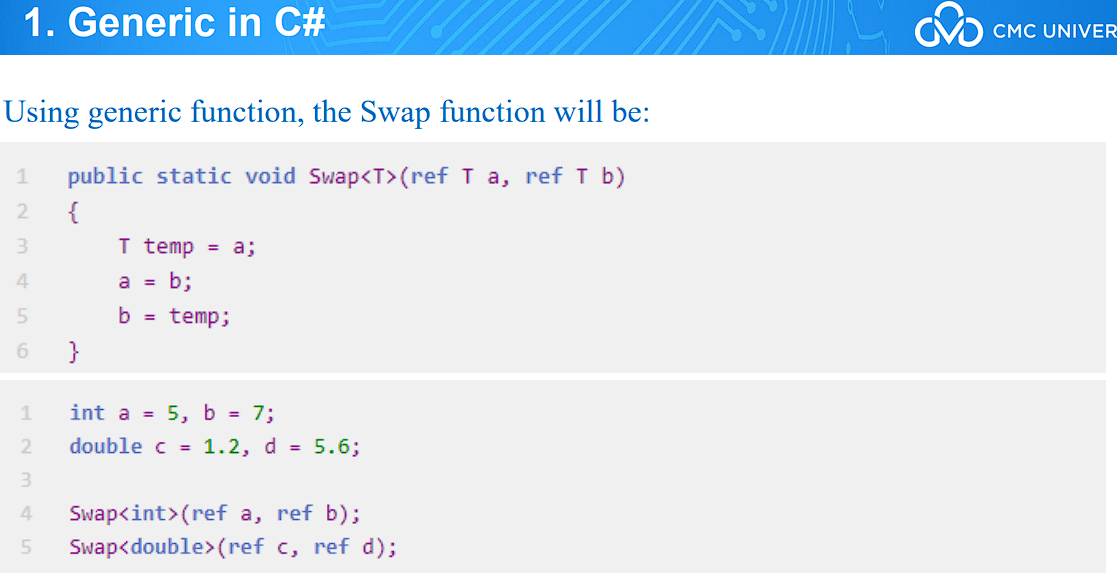 1. Generic in C#
CMC UNIVER
Using generic function, the Swap function will be:
1 public static void Swap<T>(ref T a, ref T b)
2 {
3 T temp = a;
4 a = b;
5 b = temp;
6 }
1 int a = 5, b = 7;
2 double c = 1.2, d = 5.6;
3
4 Swap<int>(ref a, ref b);
5 Swap<double>(ref c, ref d);